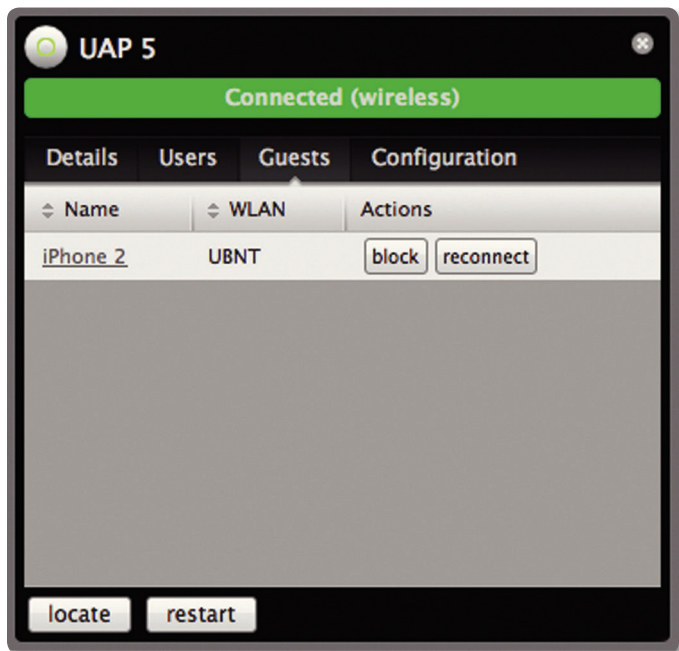 UAP 5
Connected (wireless)
Details Users Guests Configuration
Name WLAN Actions
iPhone 2 UBNT block reconnect
locate restart